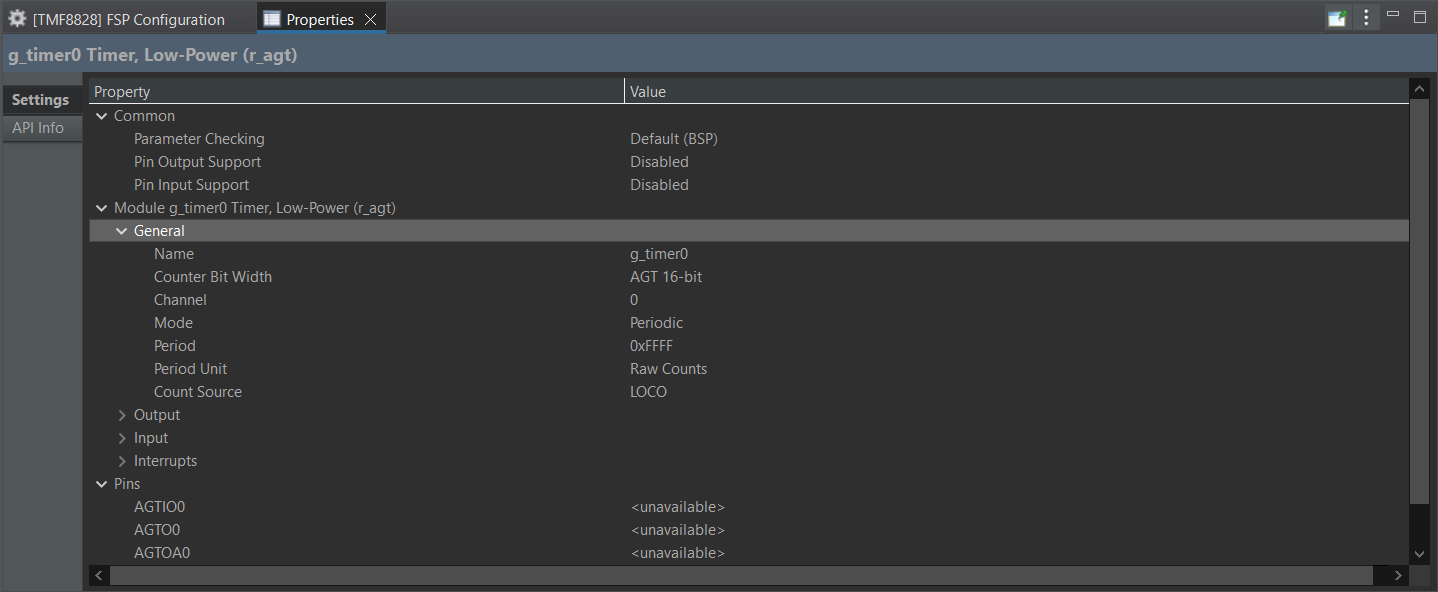 [TMF8828] FSP Configuration Properties
g_timer0 Timer, Low-Power (r_agt)
Settings
API Info
Property Value
Common
Parameter Checking Default (BSP)
Pin Output Support Disabled
Pin Input Support Disabled
Module g_timer0 Timer, Low-Power (r_agt)
General
Name g_timer0
Counter Bit Width AGT 16-bit
Channel 0
Mode Periodic
Period 0xFFFF
Period Unit Raw Counts
Count Source LOCO
Output
Input
Interrupts
Pins
AGTIO0 <unavailable>
AGTO0 <unavailable>
AGTOA0 <unavailable>